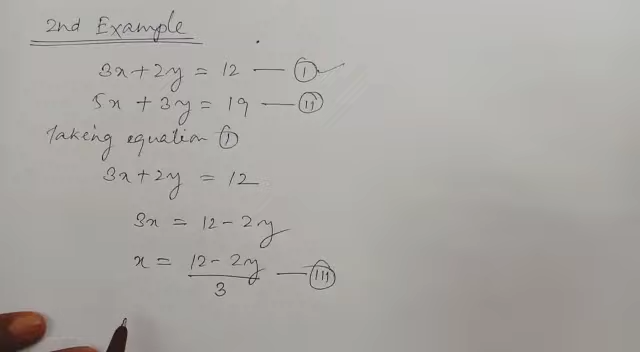 2nd Example
3x + 2y = 12 — (I) ✓
5x + 3y = 19 — (II)
Taking equation (I)
3x + 2y = 12
3x = 12 - 2y
x = (12 - 2y)/3 — (III)